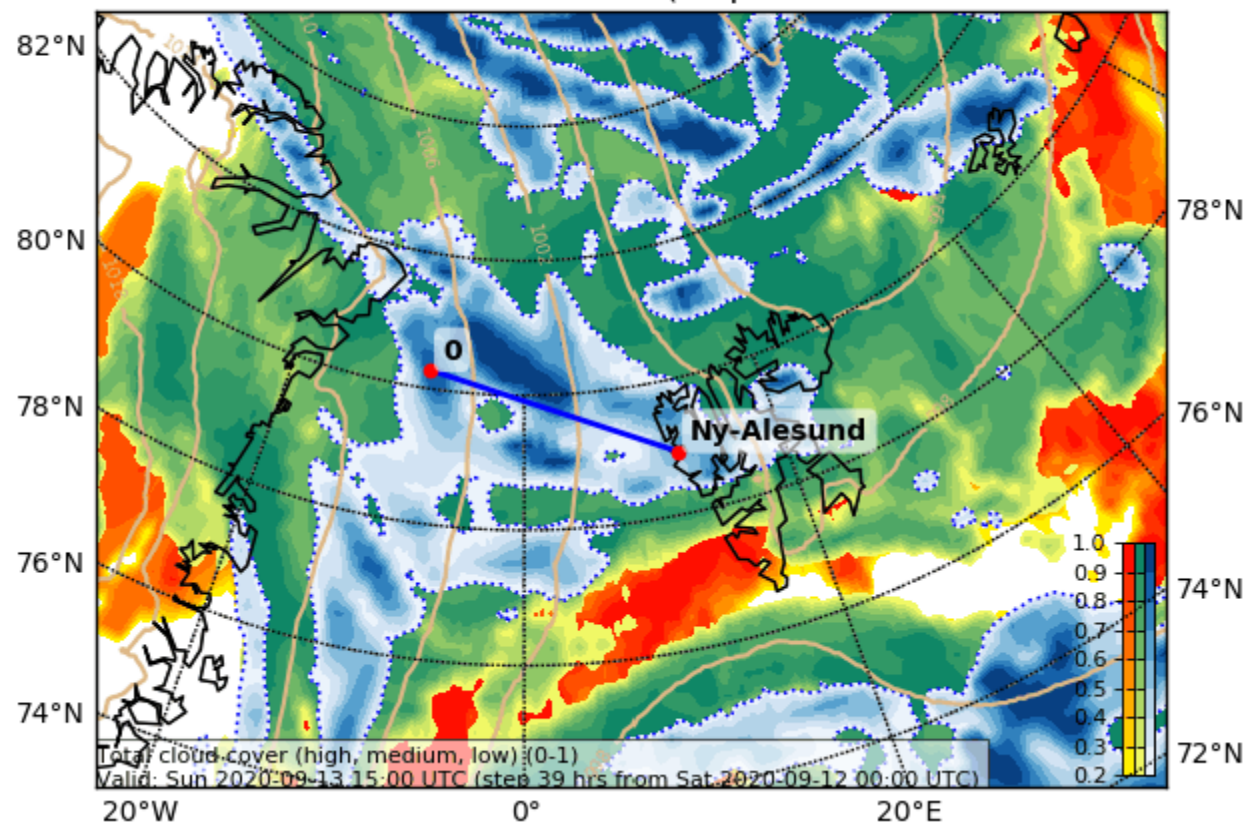 82°N
80°N
78°N
76°N
74°N
78°N
76°N
74°N
72°N
1016
0
Ny-Alesund
1.0
0.9
0.8
0.7
0.6
0.5
0.4
0.3
0.2
Total cloud cover (high, medium, low) (0-1)
Valid: Sun 2020-09-13 15:00 UTC (step 39 hrs from Sat 2020-09-12 00:00 UTC)
20°W
0°
20°E